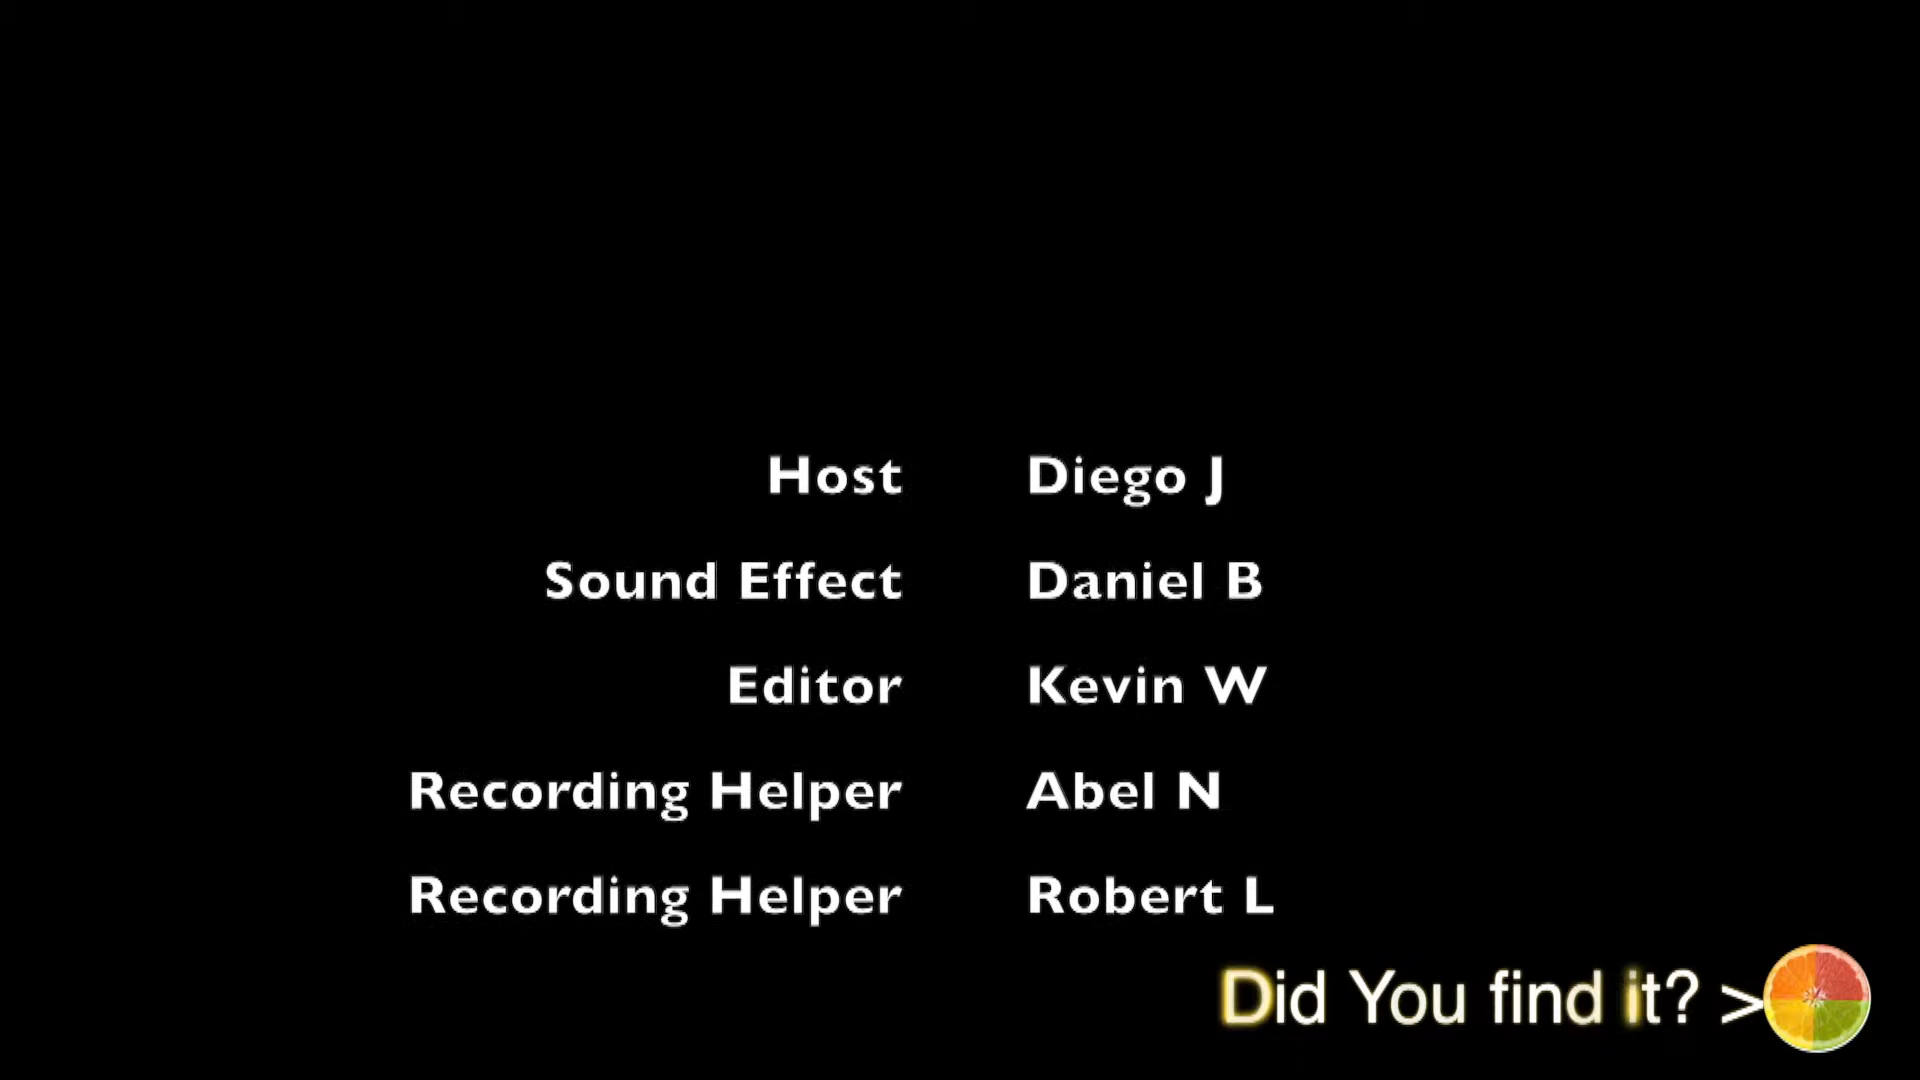 Host Diego J
Sound Effect Daniel B
Editor Kevin W
Recording Helper Abel N
Recording Helper Robert L
Did You find it? >